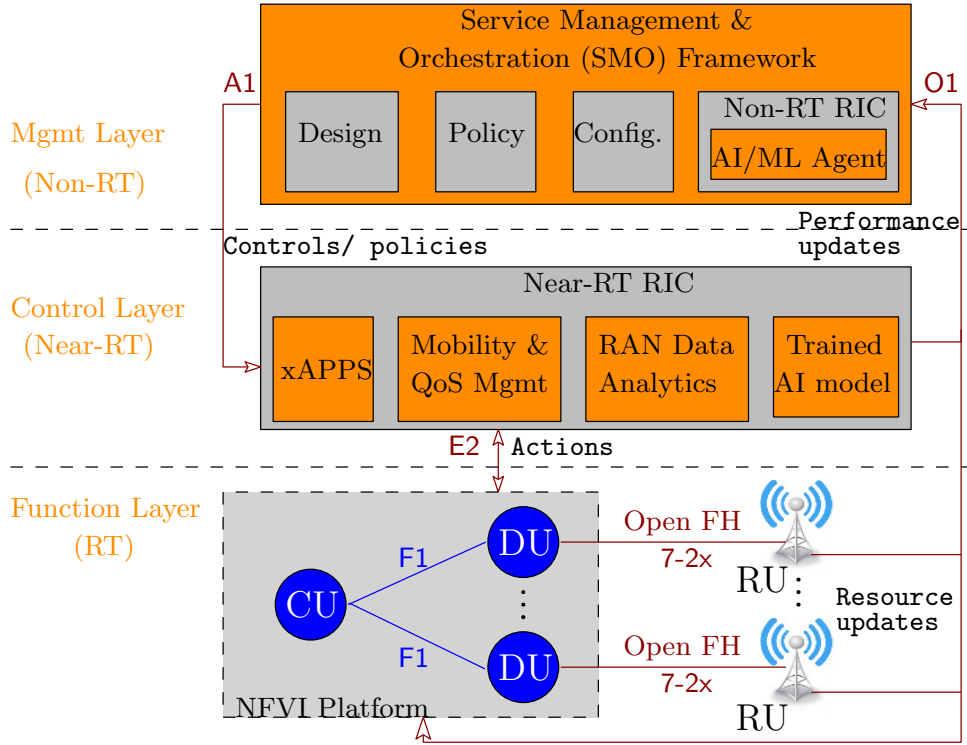 Service Management &
Orchestration (SMO) Framework
A1
O1
Design
Policy
Config.
Non-RT RIC
AI/ML Agent
Mgmt Layer
(Non-RT)
Performance
updates
Controls/ policies
Near-RT RIC
Control Layer
(Near-RT)
xAPPS
Mobility &
QoS Mgmt
RAN Data
Analytics
Trained
AI model
E2
Actions
Function Layer
(RT)
CU
F1
F1
DU
DU
Open FH
7-2x
RU
Resource
updates
Open FH
7-2x
RU
NFVI Platform